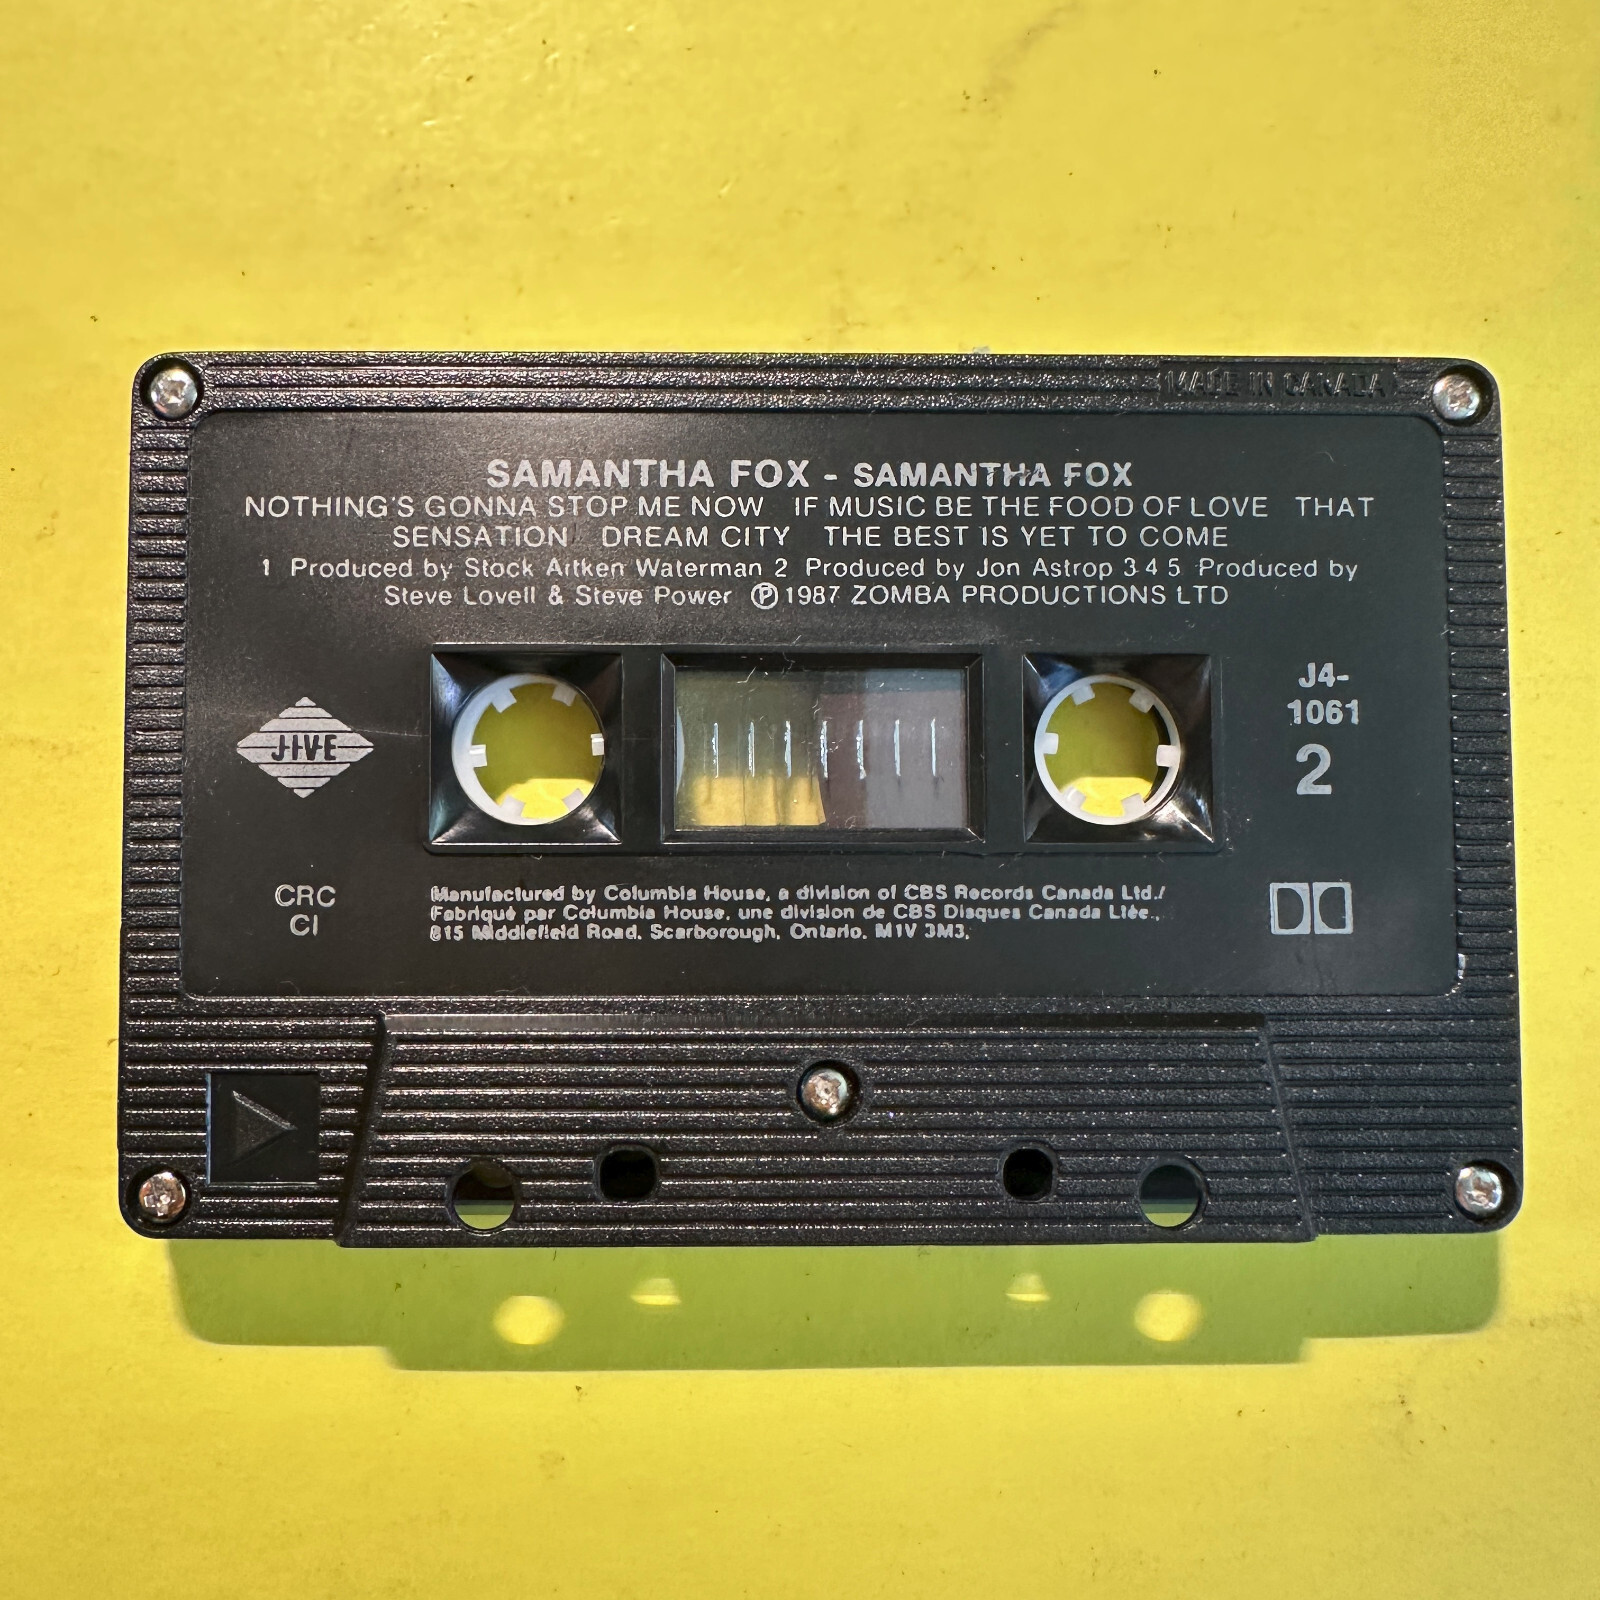 MADE IN CANADA
SAMANTHA FOX - SAMANTHA FOX
NOTHING'S GONNA STOP ME NOW IF MUSIC BE THE FOOD OF LOVE THAT
SENSATION DREAM CITY THE BEST IS YET TO COME
1 Produced by Stock Aitken Waterman 2 Produced by Jon Astrop 3 4 5 Produced by
Steve Lovell & Steve Power ℗ 1987 ZOMBA PRODUCTIONS LTD
J4-
1061
JIVE
2
CRC
CI
Manufactured by Columbia House, a division of CBS Records Canada Ltd./
Fabriqué par Columbia House, une division de CBS Disques Canada Ltée.,
815 Middlefield Road, Scarborough, Ontario, M1V 3M3.